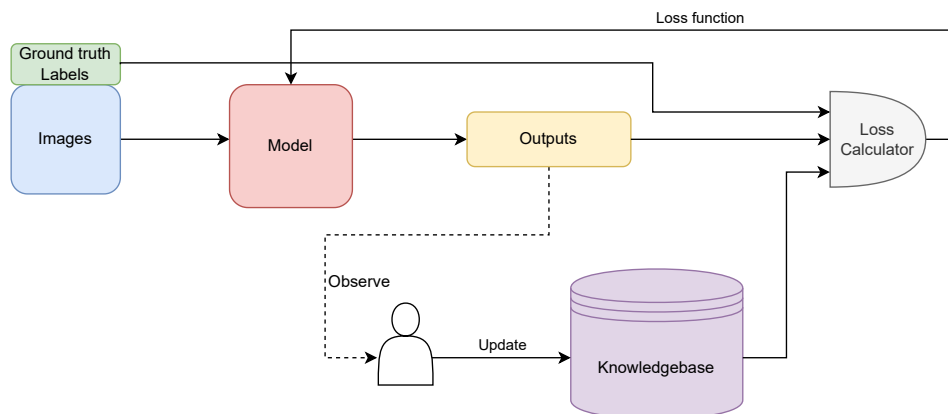 Loss function
Ground truth
Labels
Images
Model
Outputs
Loss
Calculator
Observe
Update
Knowledgebase